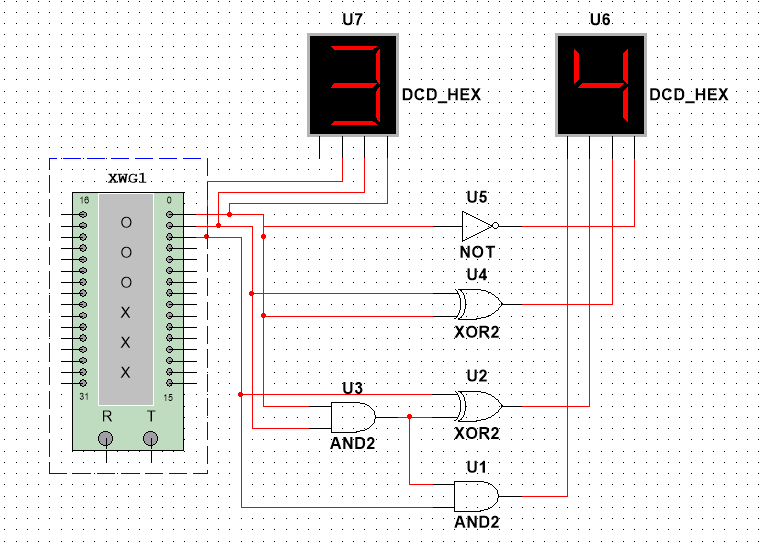 U7
U6
3
DCD_HEX
4
DCD_HEX
XWG1
16
0
O
O
O
X
X
X
31
15
R
T
U5
NOT
U4
XOR2
U3
AND2
U2
XOR2
U1
AND2